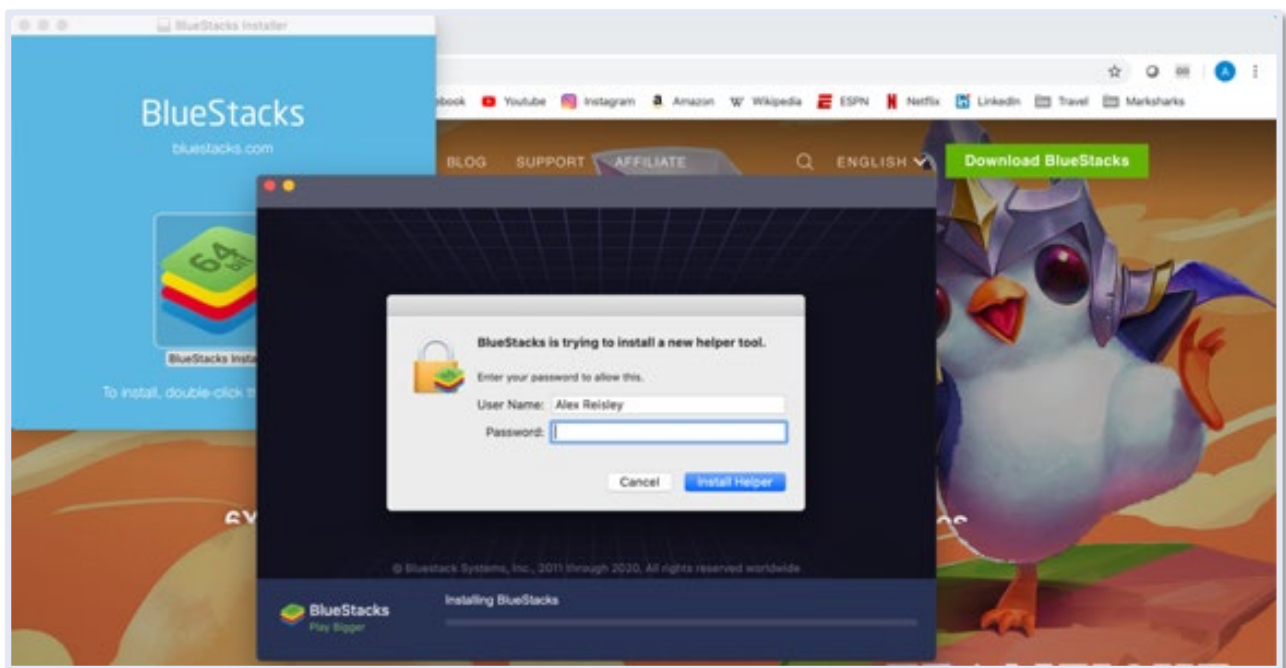 BlueStacks Installer
BlueStacks
bluestacks.com
64
bit
BlueStacks Insta
To install, double-click
ebook Youtube Instagram Amazon Wikipedia ESPN Netflix LinkedIn Travel Marksharks
A
BLOG SUPPORT AFFILIATE ENGLISH Download BlueStacks
BlueStacks is trying to install a new helper tool.
Enter your password to allow this.
User Name: Alex Reisley
Password:
Cancel Install Helper
6X
© Bluestack Systems, Inc., 2011 through 2020, All rights reserved worldwide
BlueStacks
Play Bigger
Installing BlueStacks